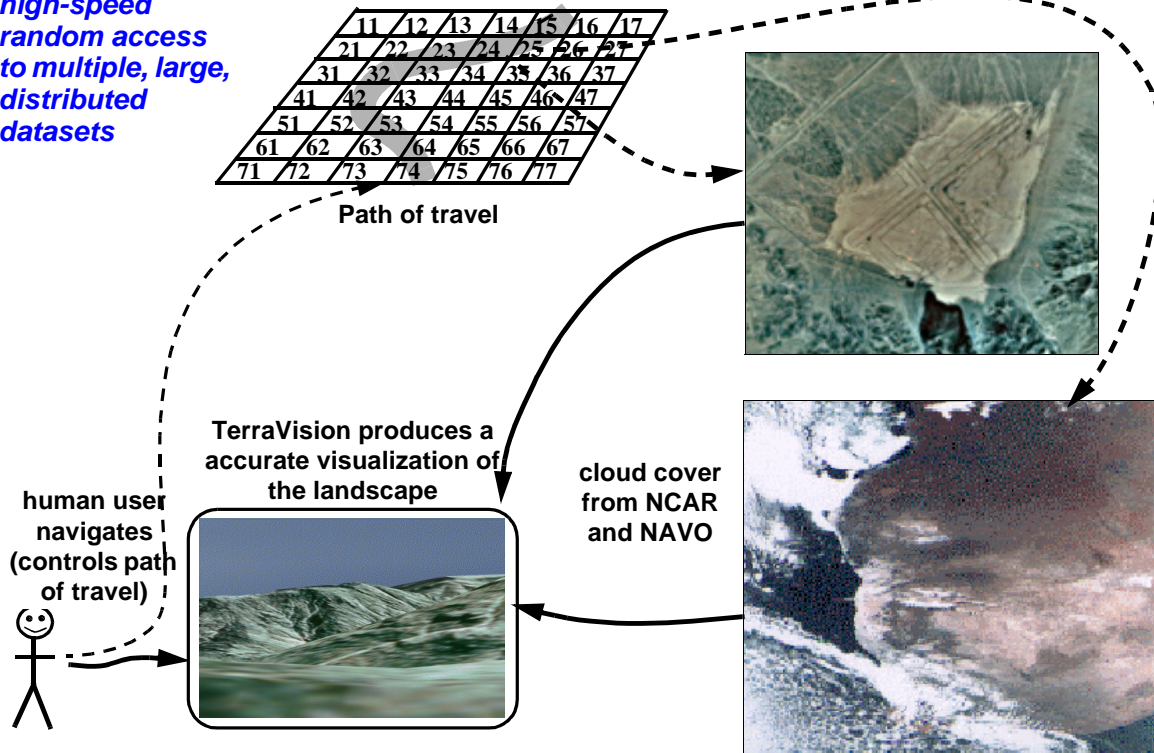 high-speed
random access
to multiple, large,
distributed
datasets
11 12 13 14 15 16 17
21 22 23 24 25 26 27
31 32 33 34 35 36 37
41 42 43 44 45 46 47
51 52 53 54 55 56 57
61 62 63 64 65 66 67
71 72 73 74 75 76 77
Path of travel
TerraVision produces a
accurate visualization of
the landscape
cloud cover
from NCAR
and NAVO
human user
navigates
(controls path
of travel)